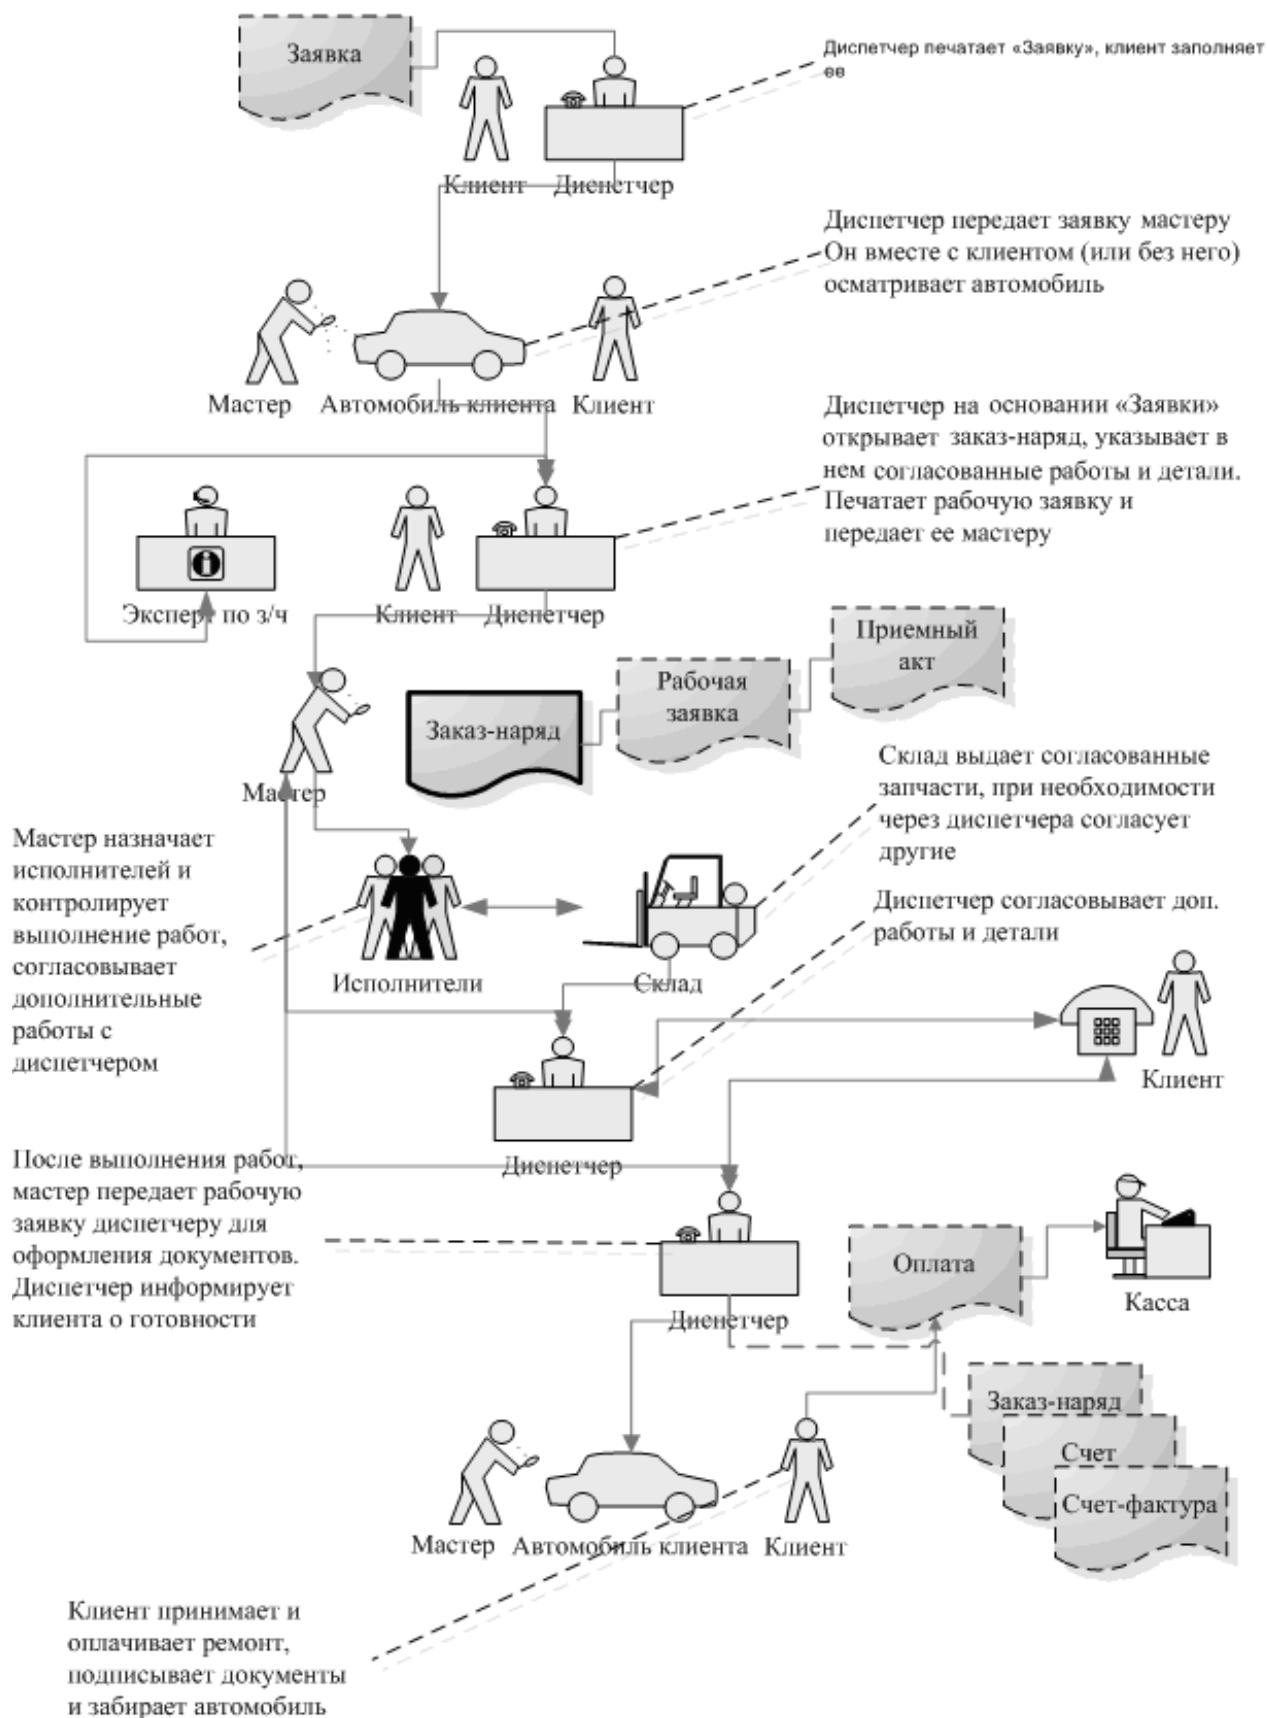 Заявка
Диспетчер печатает «Заявку», клиент заполняет
ее
Клиент
Диспетчер
Диспетчер передает заявку мастеру
Он вместе с клиентом (или без него)
осматривает автомобиль
Мастер
Автомобиль клиента
Клиент
Диспетчер на основании «Заявки»
открывает заказ-наряд, указывает в
нем согласованные работы и детали.
Печатает рабочую заявку и
передает ее мастеру
Эксперт по з/ч
Клиент
Диспетчер
Приемный
акт
Рабочая
заявка
Заказ-наряд
Мастер
Склад выдает согласованные
запчасти, при необходимости
через диспетчера согласует
другие
Мастер назначает
исполнителей и
контролирует
выполнение работ,
согласовывает
дополнительные
работы с
диспетчером
Исполнители
Склад
Диспетчер согласовывает доп.
работы и детали
Клиент
Диспетчер
После выполнения работ,
мастер передает рабочую
заявку диспетчеру для
оформления документов.
Диспетчер информирует
клиента о готовности
Диспетчер
Оплата
Касса
Заказ-наряд
Счет
Счет-фактура
Мастер
Автомобиль клиента
Клиент
Клиент принимает и
оплачивает ремонт,
подписывает документы
и забирает автомобиль